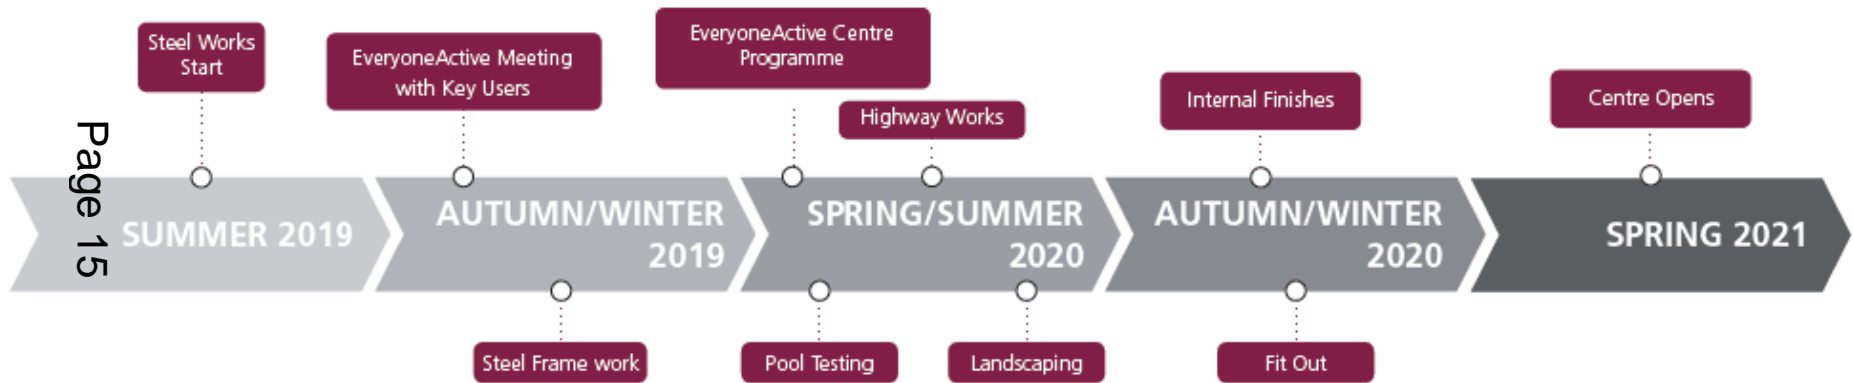 Steel Works
Start
EveryoneActive Meeting
with Key Users
EveryoneActive Centre
Programme
Highway Works
Internal Finishes
Centre Opens
Page 15
SUMMER 2019
AUTUMN/WINTER
2019
SPRING/SUMMER
2020
AUTUMN/WINTER
2020
SPRING 2021
Steel Frame work
Pool Testing
Landscaping
Fit Out